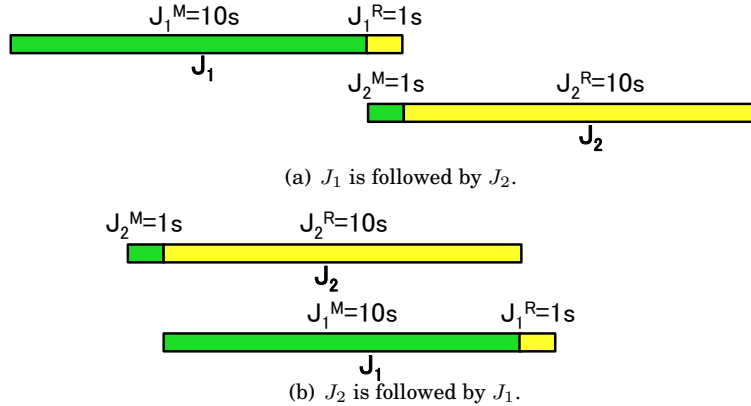 J₁ᴹ=10s J₁ᴿ=1s
J₁
J₂ᴹ=1s J₂ᴿ=10s
J₂
(a) J₁ is followed by J₂.
J₂ᴹ=1s J₂ᴿ=10s
J₂
J₁ᴹ=10s J₁ᴿ=1s
J₁
(b) J₂ is followed by J₁.